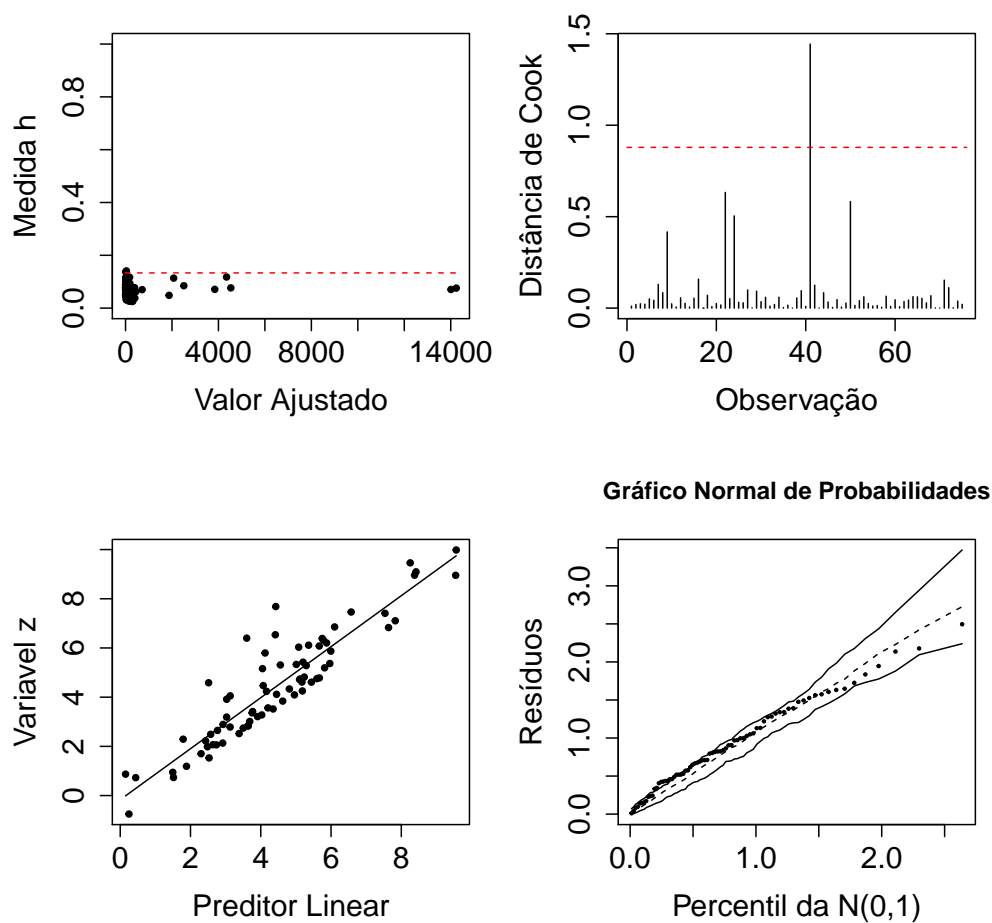 Medida h
0.0 0.4 0.8
0 4000 8000 14000
Valor Ajustado
Distância de Cook
0.0 0.5 1.0 1.5
0 20 40 60
Observação
Variavel z
0 2 4 6 8
0 2 4 6 8
Preditor Linear
Gráfico Normal de Probabilidades
Resíduos
0.0 1.0 2.0 3.0
0.0 1.0 2.0
Percentil da N(0,1)